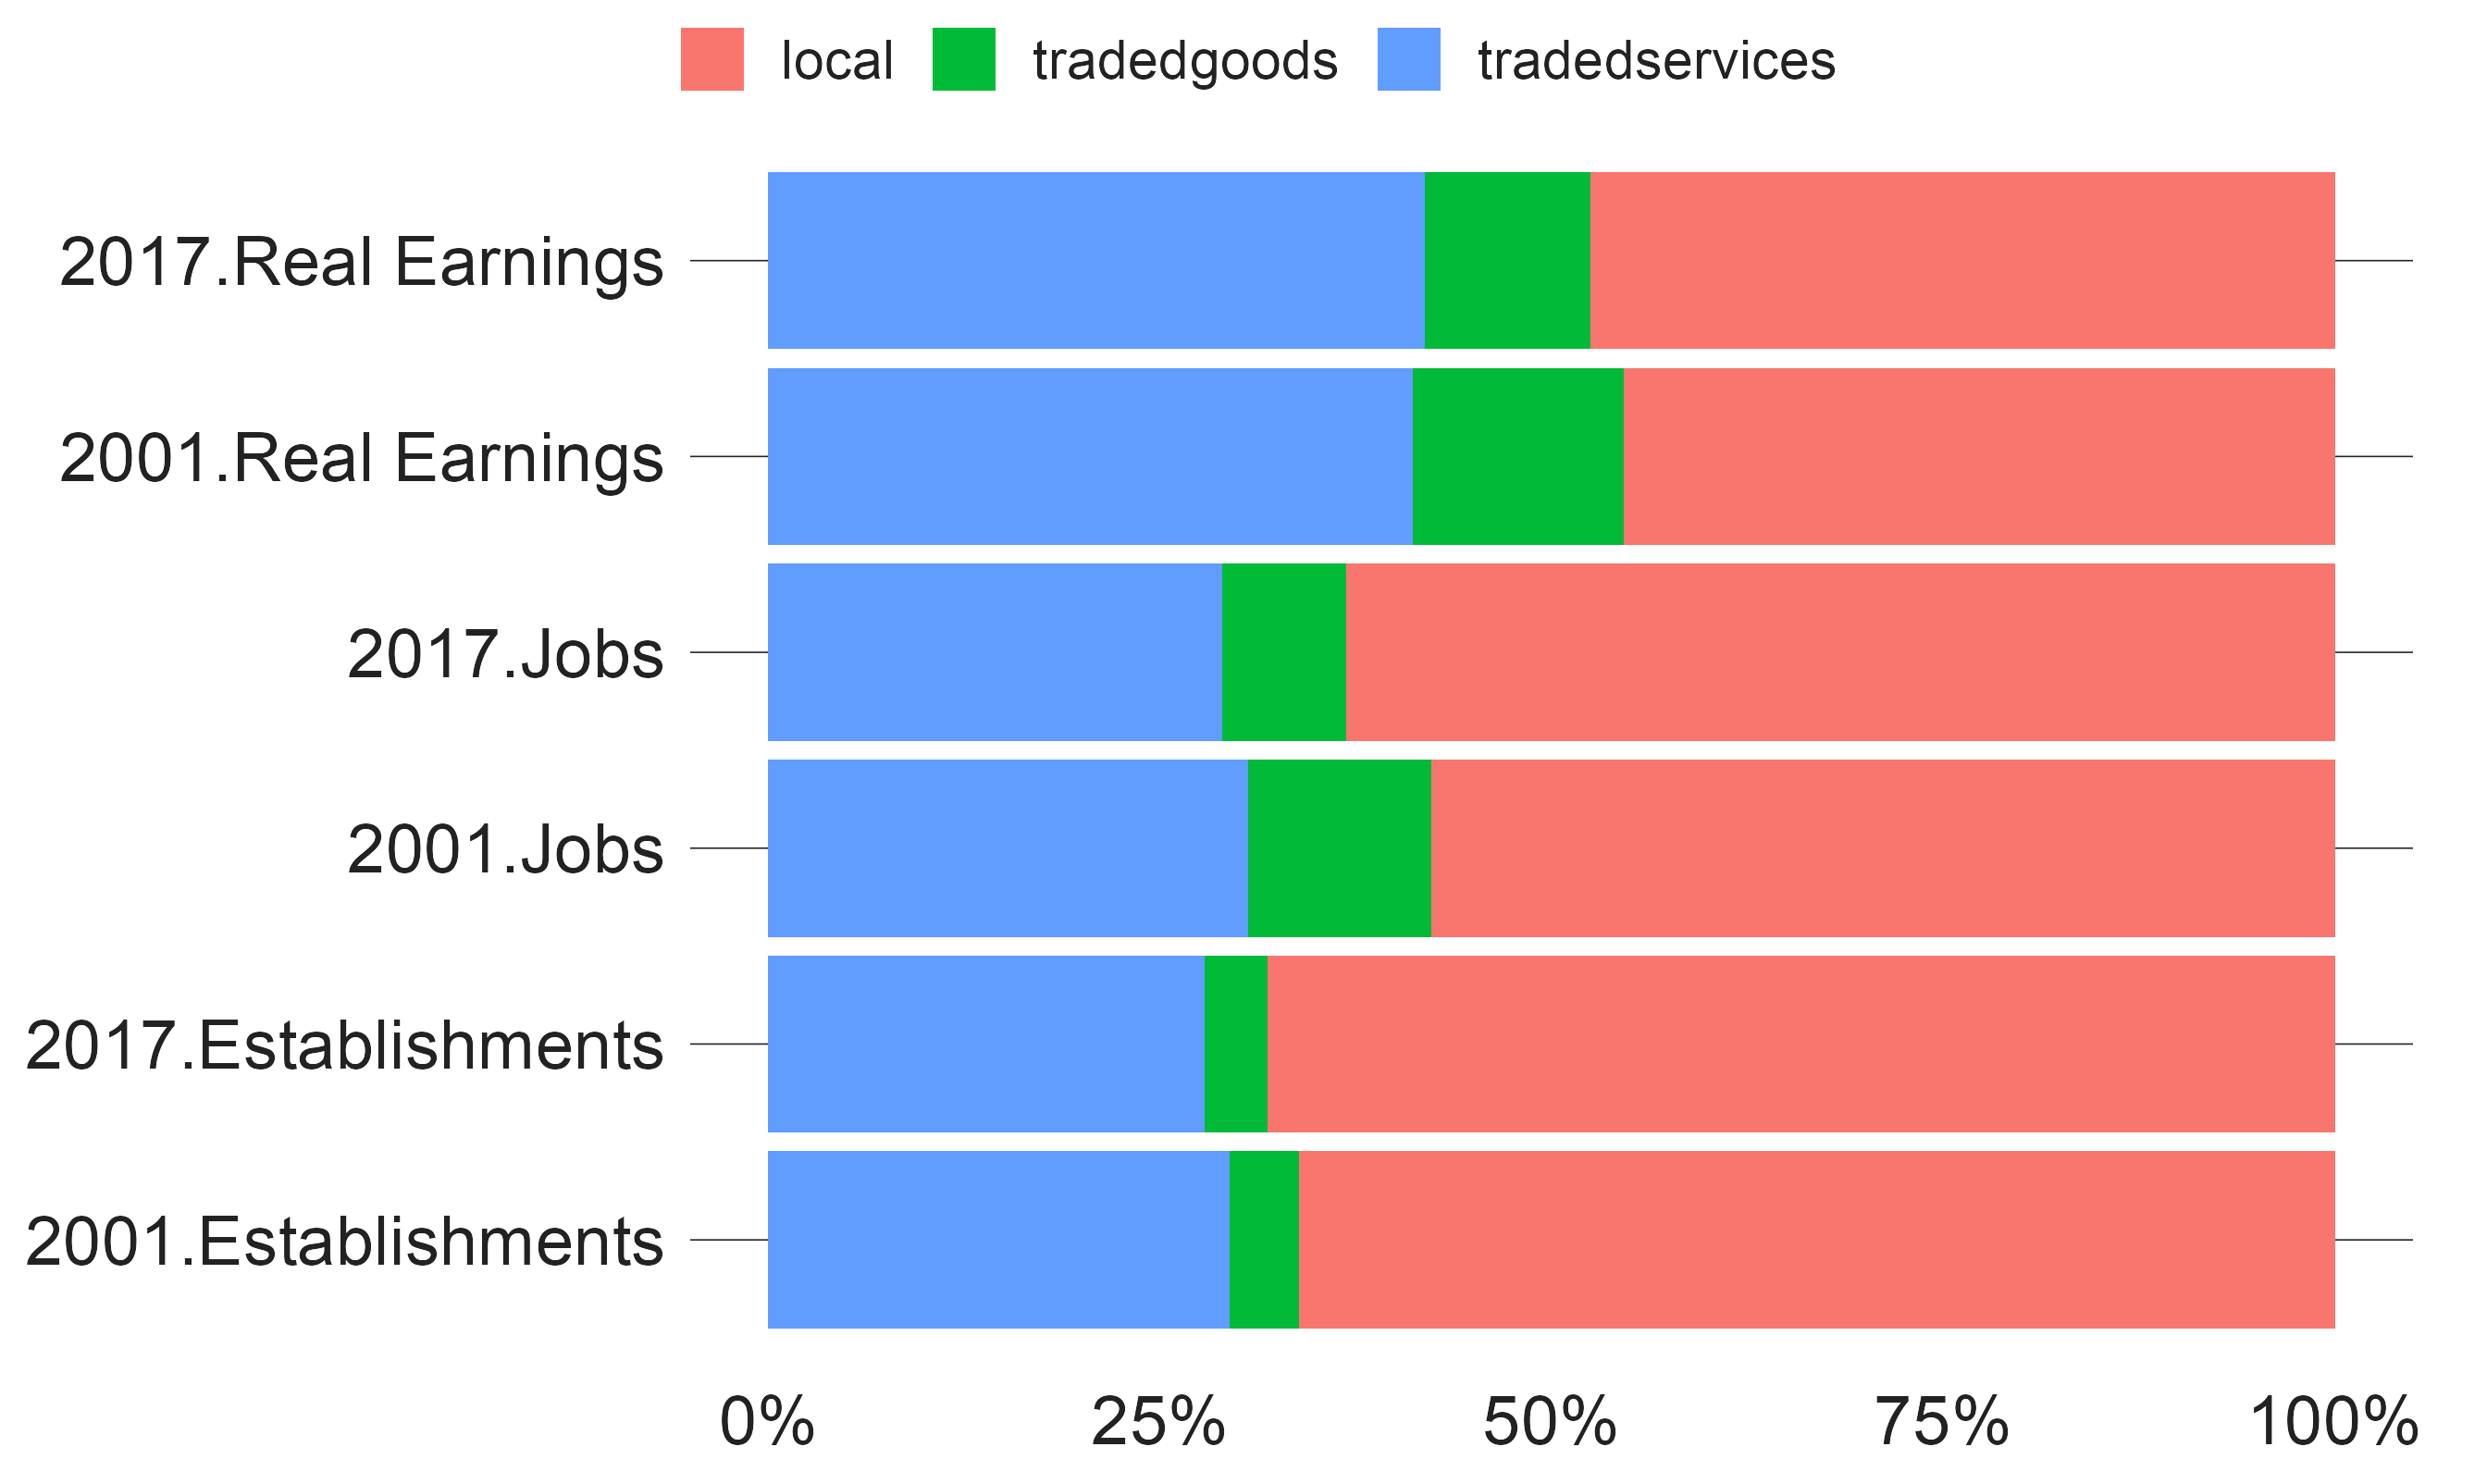 local tradedgoods tradedservices
2017.Real Earnings
2001.Real Earnings
2017.Jobs
2001.Jobs
2017.Establishments
2001.Establishments
0% 25% 50% 75% 100%